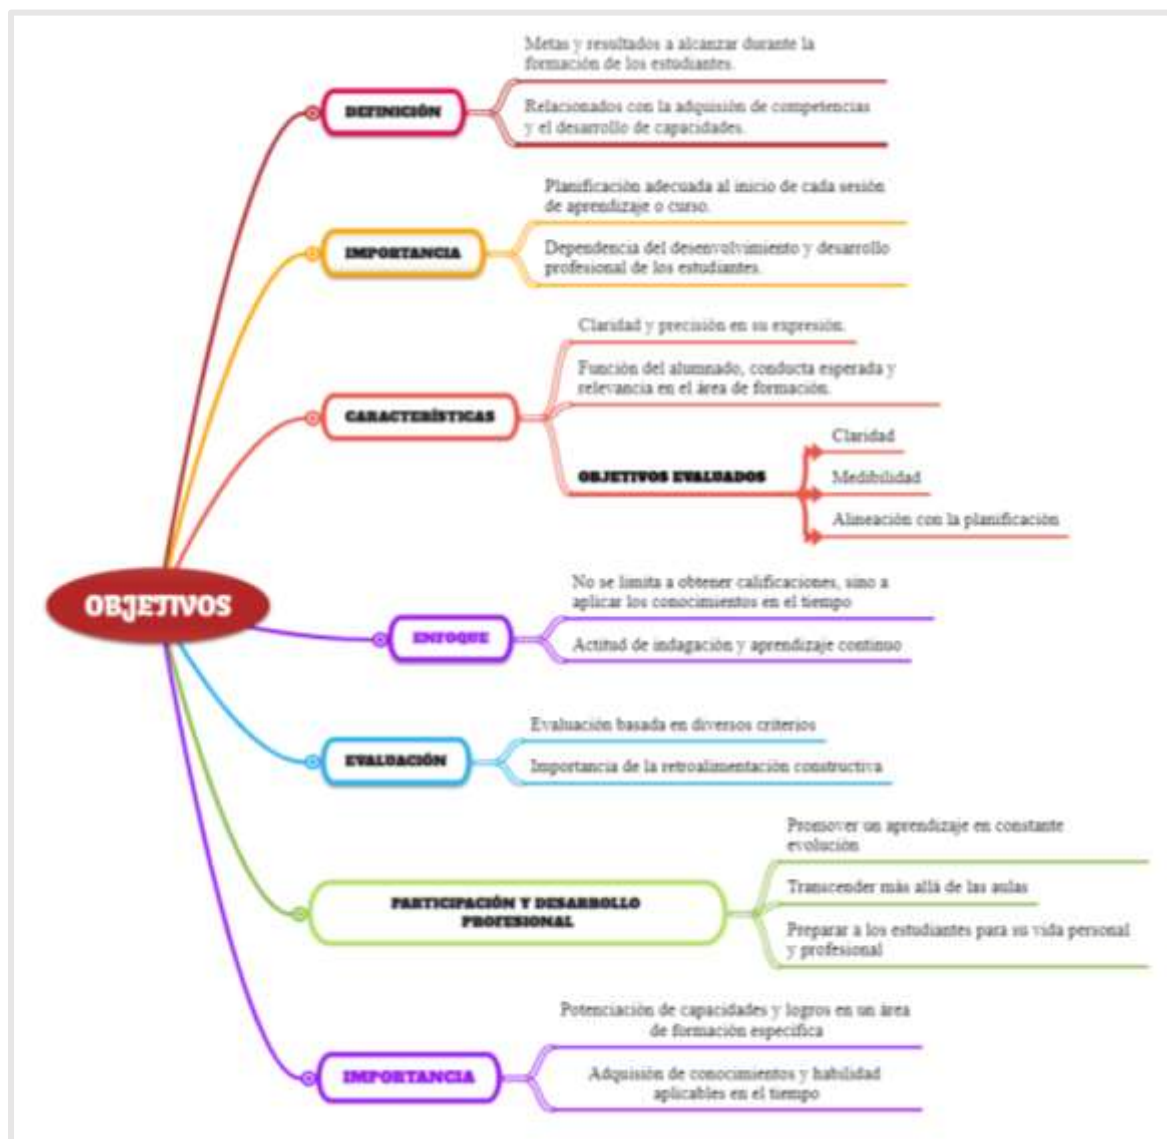 Metas y resultados a alcanzar durante la
formación de los estudiantes.
DEFINICIÓN
Relacionados con la adquisición de competencias
y el desarrollo de capacidades.
Planificación adecuada al inicio de cada sesión
de aprendizaje o curso.
IMPORTANCIA
Dependencia del desenvolvimiento y desarrollo
profesional de los estudiantes.
Claridad y precisión en su expresión.
Función del alumnado, conducta esperada y
relevancia en el área de formación.
CARACTERÍSTICAS
Claridad
OBJETIVOS EVALUADOS
Medibilidad
Alineación con la planificación
OBJETIVOS
No se limita a obtener calificaciones, sino a
aplicar los conocimientos en el tiempo
ENFOQUE
Actitud de indagación y aprendizaje continuo
Evaluación basada en diversos criterios
EVALUACIÓN
Importancia de la retroalimentación constructiva
Promover un aprendizaje en constante
evolución
Transcender más allá de las aulas
PARTICIPACIÓN Y DESARROLLO
PROFESIONAL
Preparar a los estudiantes para su vida personal
y profesional
Potenciación de capacidades y logros en un área
de formación específica
IMPORTANCIA
Adquisión de conocimientos y habilidad
aplicables en el tiempo